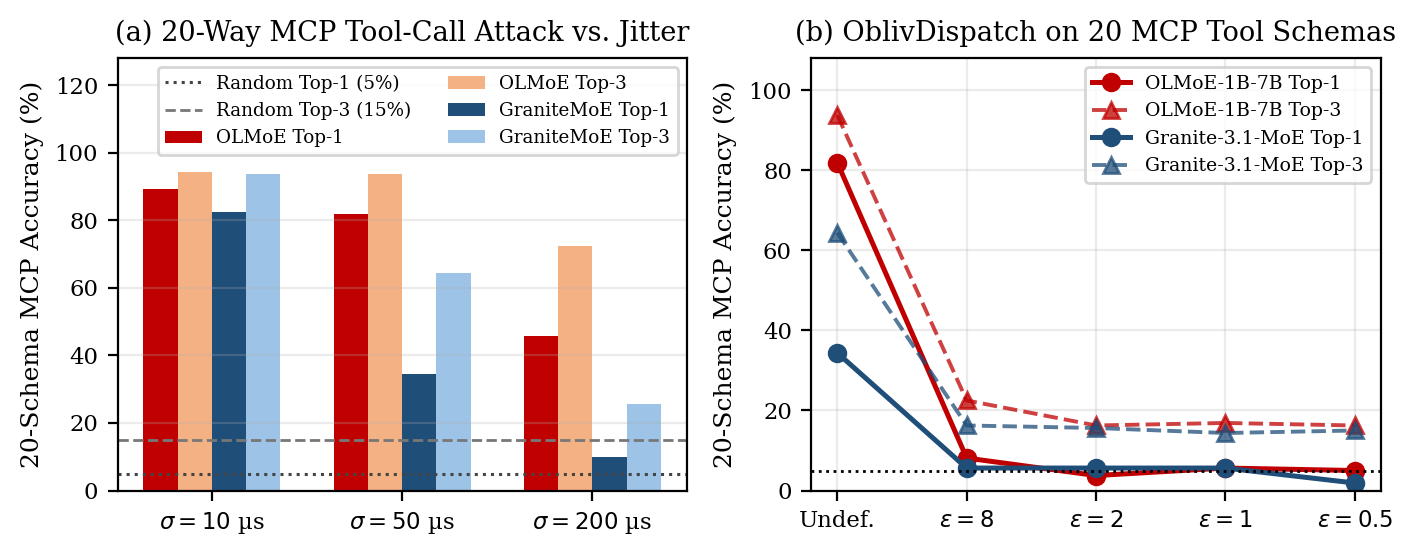 (a) 20-Way MCP Tool-Call Attack vs. Jitter
20-Schema MCP Accuracy (%)
120
100
80
60
40
20
0
Random Top-1 (5%)
Random Top-3 (15%)
OLMoE Top-1
OLMoE Top-3
GraniteMoE Top-1
GraniteMoE Top-3
σ = 10 µs
σ = 50 µs
σ = 200 µs
(b) OblivDispatch on 20 MCP Tool Schemas
20-Schema MCP Accuracy (%)
100
80
60
40
20
0
OLMoE-1B-7B Top-1
OLMoE-1B-7B Top-3
Granite-3.1-MoE Top-1
Granite-3.1-MoE Top-3
Undef.
ε = 8
ε = 2
ε = 1
ε = 0.5